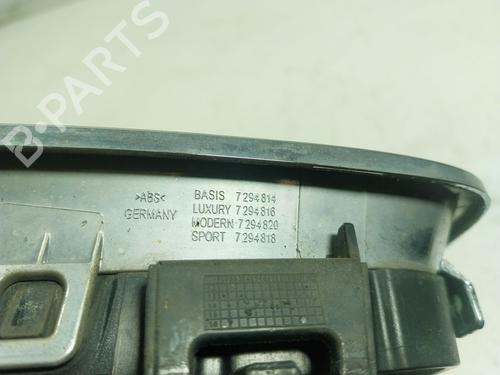 B-PARTS
>ABS<
GERMANY
BASIS 7294814
LUXURY 7294816
MODERN 7294820
SPORT 7294818